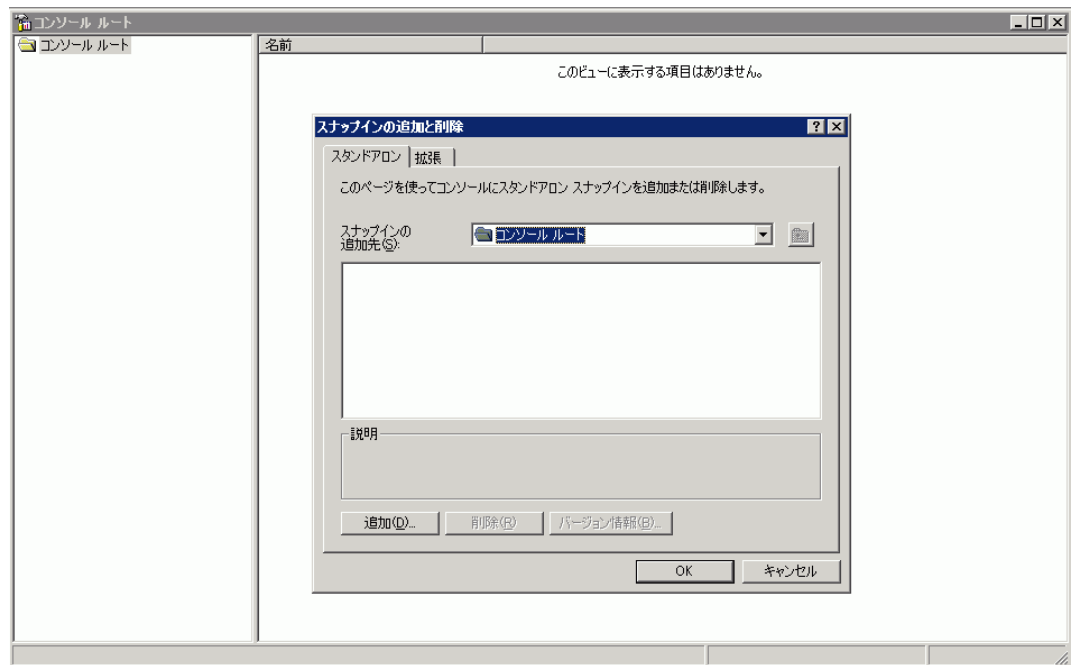 コンソール ルート
コンソール ルート
名前
このビューに表示する項目はありません。
スナップインの追加と削除
スタンドアロン
拡張
このページを使ってコンソールにスタンドアロン スナップインを追加または削除します。
スナップインの
追加先(S):
コンソール ルート
説明
追加(D)...
削除(R)
バージョン情報(B)...
OK
キャンセル